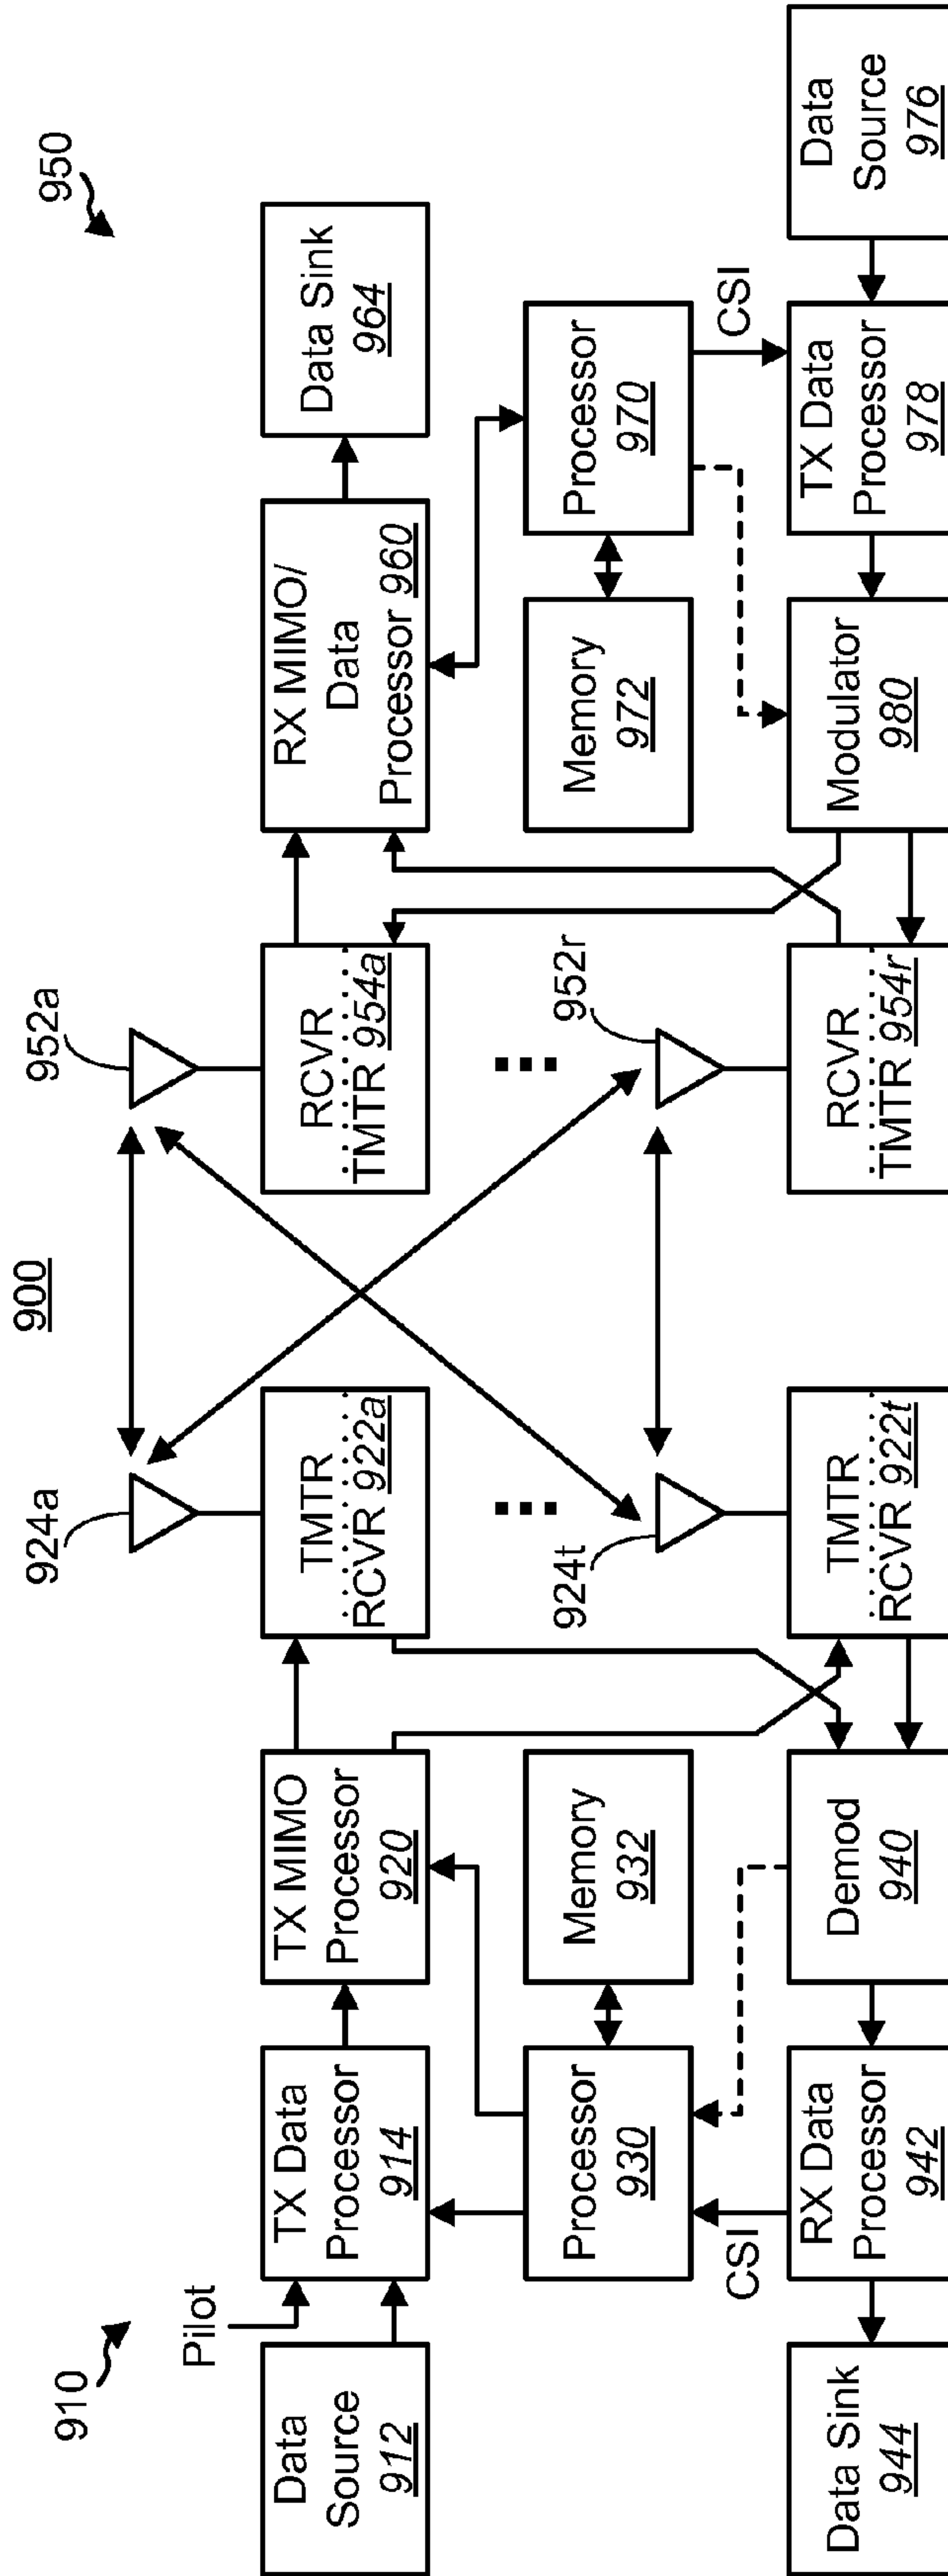 900
910
950
924a
952a
Pilot
Data
Source
912
TX Data
Processor
914
TX MIMO
Processor
920
TMTR
RCVR 922a
RCVR
TMTR 954a
RX MIMO/
Data
Processor 960
Data Sink
964
Processor
930
Memory
932
924t
952r
Memory
972
Processor
970
CSI
CSI
Data Sink
944
RX Data
Processor
942
Demod
940
TMTR
RCVR 922t
RCVR
TMTR 954r
Modulator
980
TX Data
Processor
978
Data
Source
976